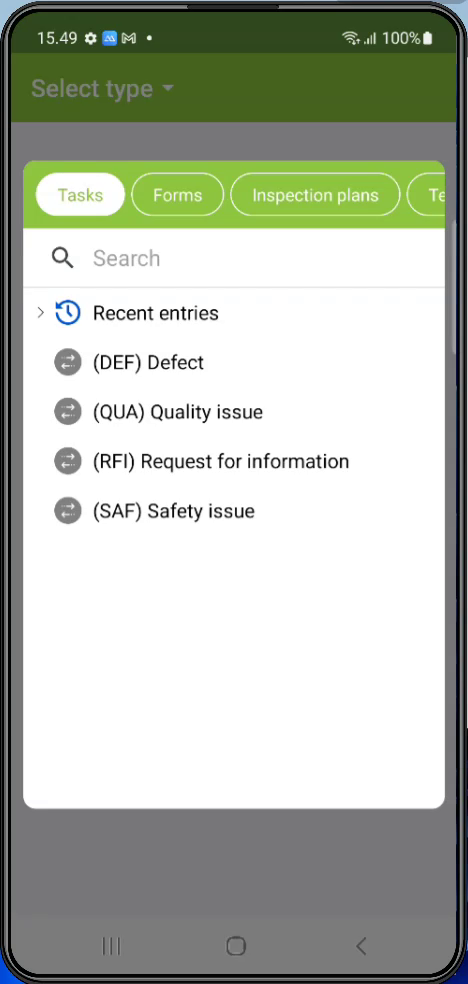 15.49 100%
Select type
Tasks Forms Inspection plans Te
Search
Recent entries
(DEF) Defect
(QUA) Quality issue
(RFI) Request for information
(SAF) Safety issue